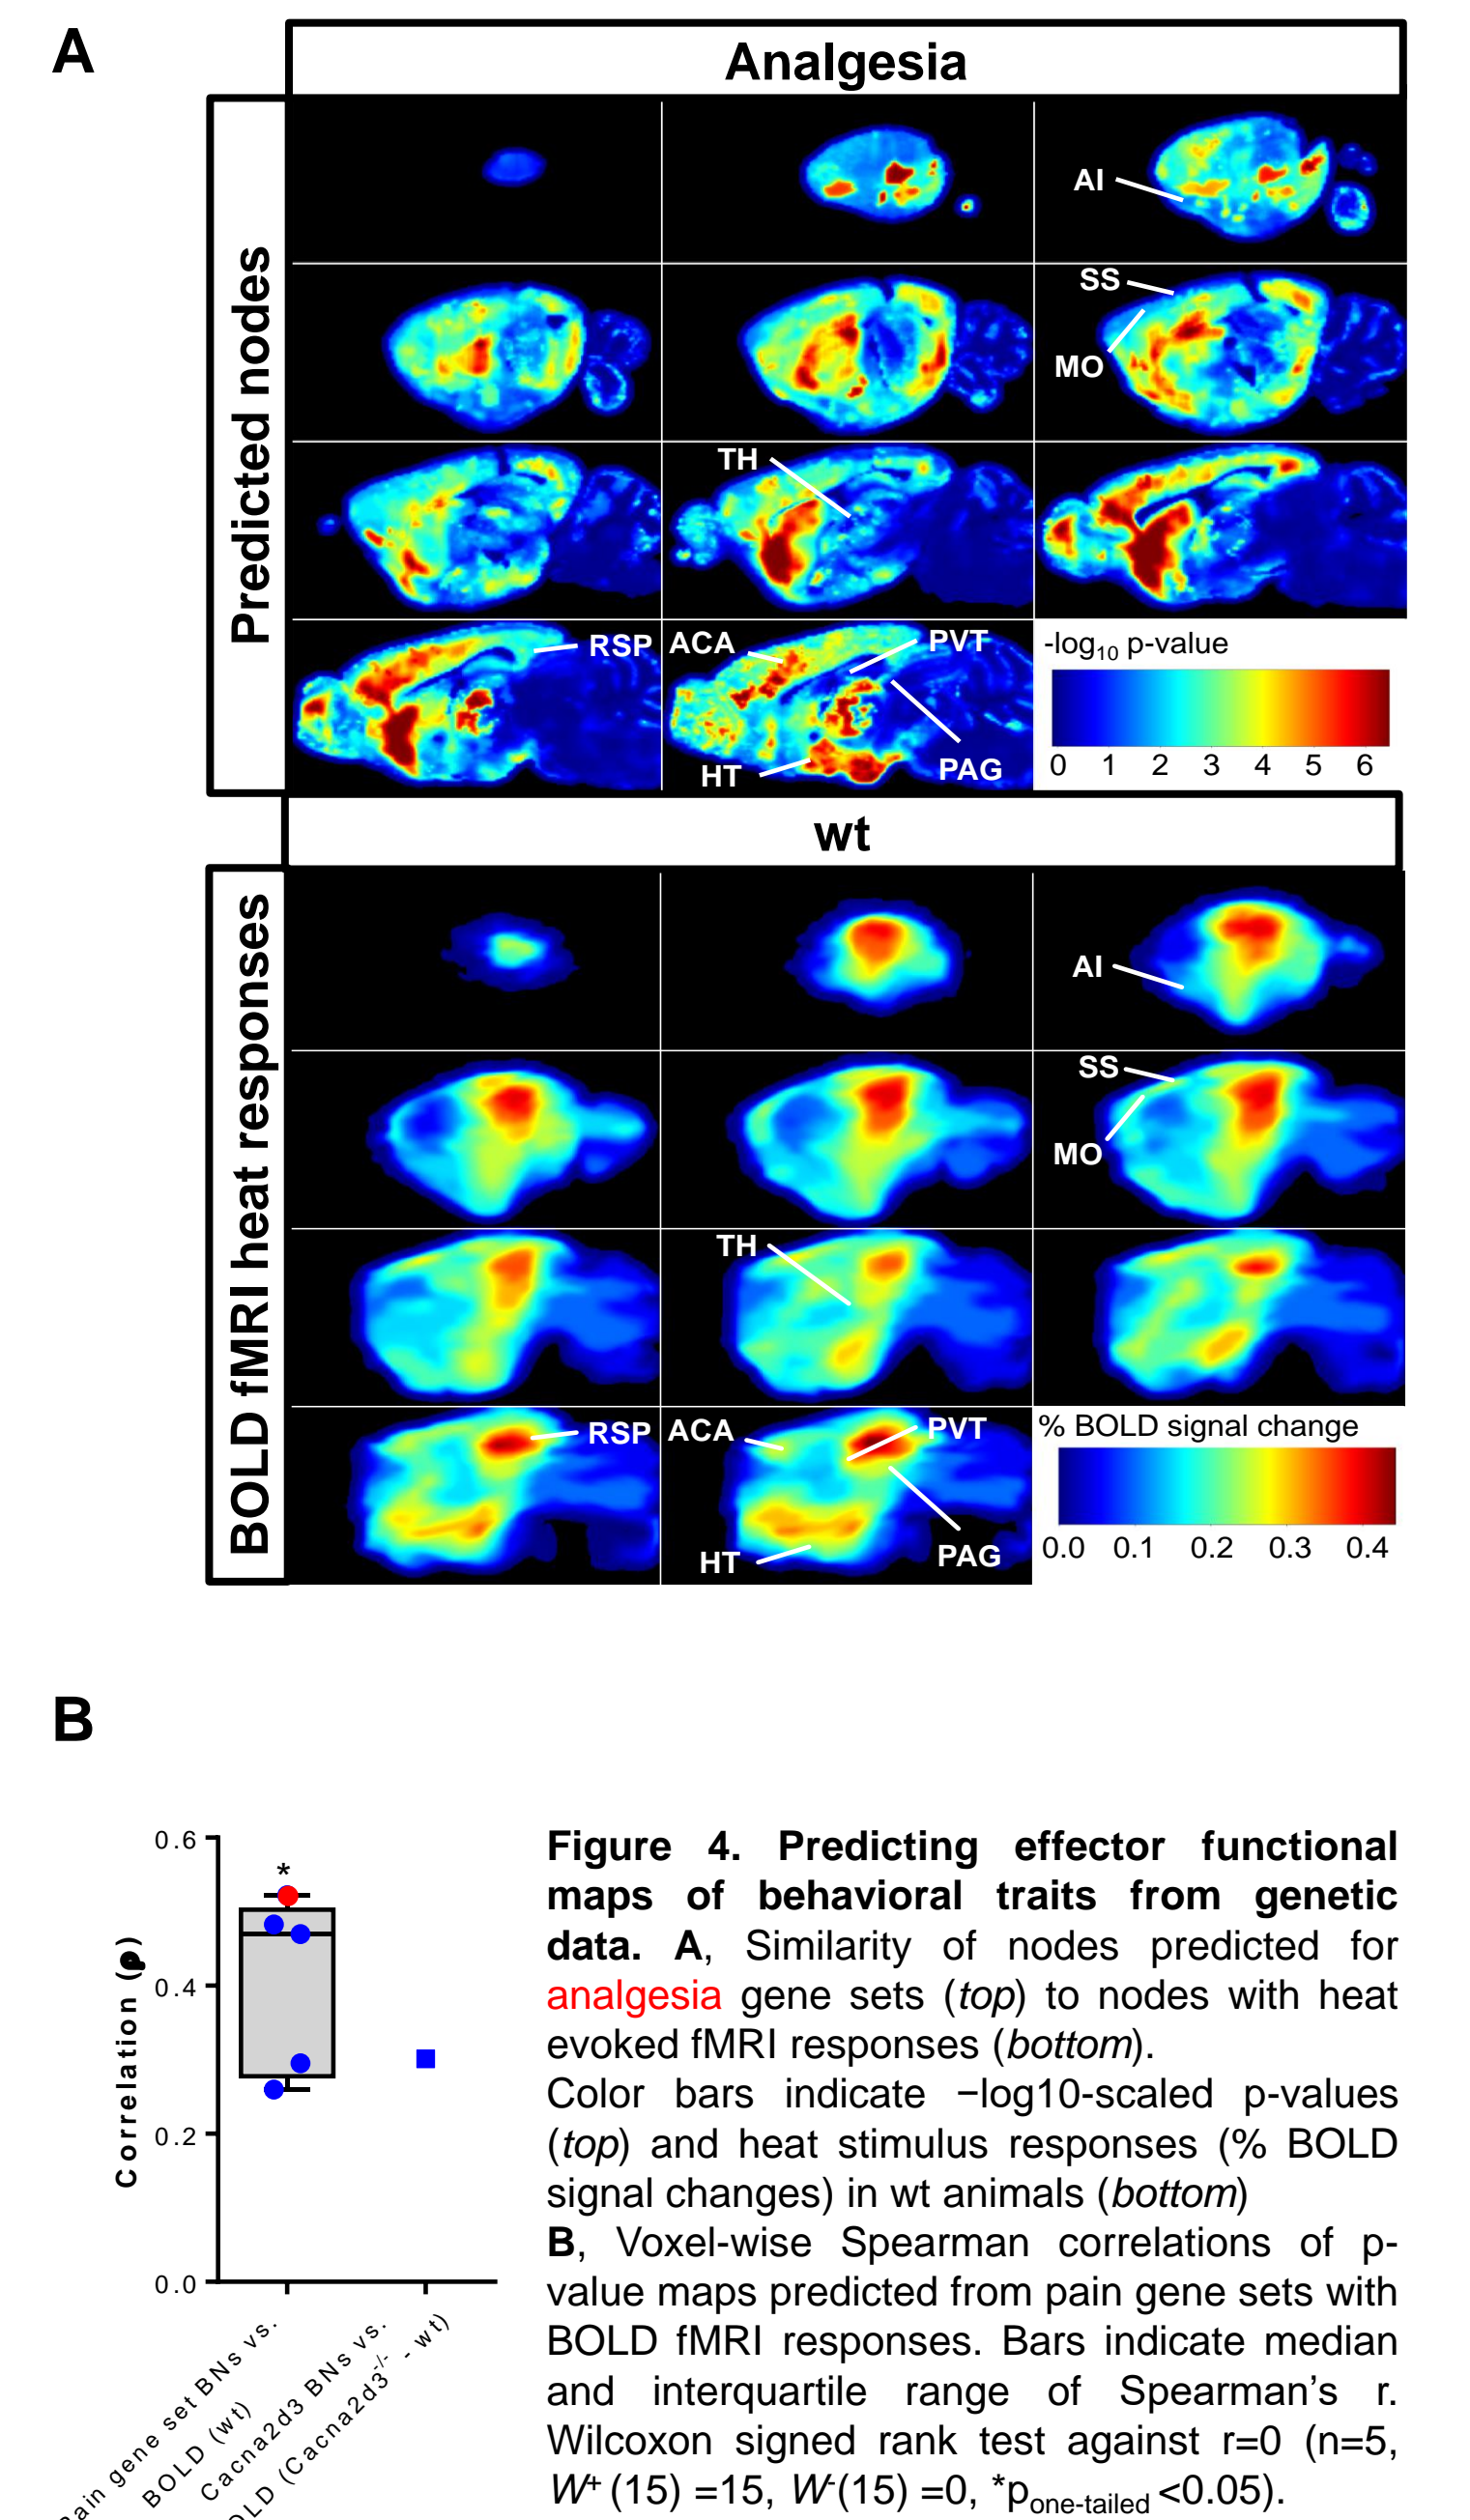 A
Analgesia
Predicted nodes
AI
SS
MO
TH
RSP
ACA
PVT
HT
PAG
-log10 p-value
0 1 2 3 4 5 6
wt
BOLD fMRI heat responses
AI
SS
MO
TH
RSP
ACA
PVT
HT
PAG
% BOLD signal change
0.0 0.1 0.2 0.3 0.4
B
0.6
0.4
0.2
0.0
Correlation (ρ)
*
Pain gene set BNs vs.
BOLD (wt)
Cacna2d3 BNs vs.
(Cacna2d3-/- - wt)
Figure 4. Predicting effector functional
maps of behavioral traits from genetic
data. A, Similarity of nodes predicted for
analgesia gene sets (top) to nodes with heat
evoked fMRI responses (bottom).
Color bars indicate −log10-scaled p-values
(top) and heat stimulus responses (% BOLD
signal changes) in wt animals (bottom)
B, Voxel-wise Spearman correlations of p-
value maps predicted from pain gene sets with
BOLD fMRI responses. Bars indicate median
and interquartile range of Spearman's r.
Wilcoxon signed rank test against r=0 (n=5,
W+ (15) =15, W-(15) =0, *pone-tailed <0.05).